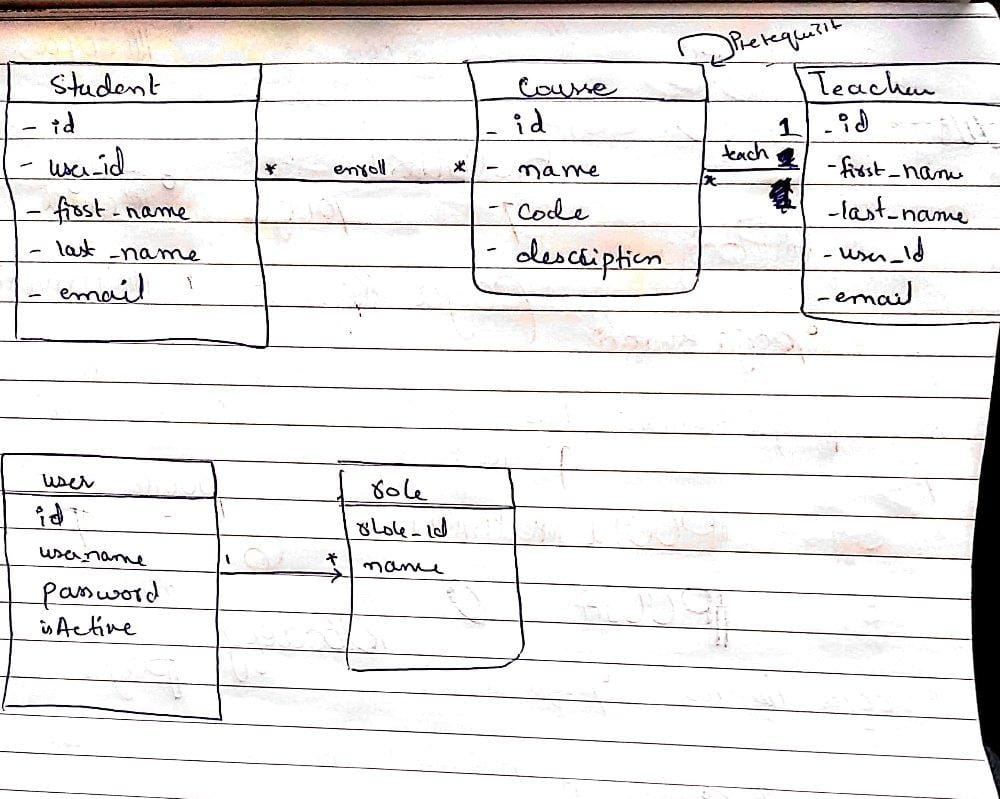 Prerequisit
Student
- id
- user_id
- first_name
- last_name
- email
* enroll *
Course
- id
- name
- code
- description
1
teach
*
Teacher
- id
- first_name
- last_name
- user_Id
- email
user
id
username
password
isActive
1 *
role
name